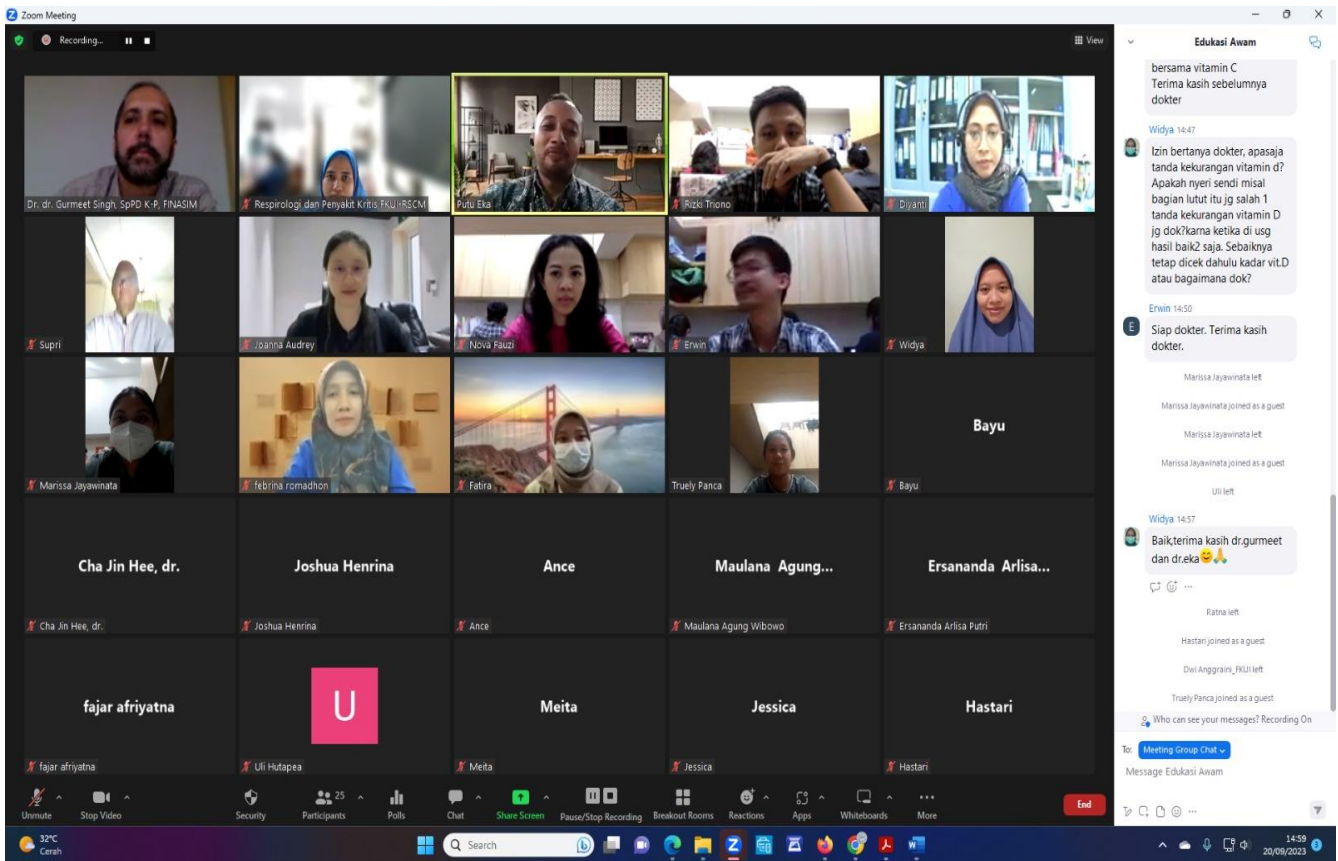 Zoom Meeting
Recording...
View
Dr. dr. Gurmeet Singh, SpPD K-P, FINASIM
Respirologi dan Penyakit Kritis FKUI-RSCM
Putu Eka
Rizki Triono
Diyanti
Supri
Joanna Audrey
Nova Fauzi
Erwin
Widya
Marissa Jayawinata
febrina romadhon
Fatira
Truely Panca
Bayu
Bayu
Cha Jin Hee, dr.
Joshua Henrina
Ance
Maulana Agung...
Ersananda Arlisa...
Cha Jin Hee, dr.
Joshua Henrina
Ance
Maulana Agung Wibowo
Ersananda Arlisa Putri
fajar afriyatna
U
Meita
Jessica
Hastari
fajar afriyatna
Uli Hutapea
Meita
Jessica
Hastari
Unmute
Stop Video
Security
Participants
25
Polls
Chat
Share Screen
Pause/Stop Recording
Breakout Rooms
Reactions
Apps
Whiteboards
More
End
Edukasi Awam
bersama vitamin C
Terima kasih sebelumnya
dokter
Widya 14:47
Izin bertanya dokter, apasaja
tanda kekurangan vitamin d?
Apakah nyeri sendi misal
bagian lutut itu jg salah 1
tanda kekurangan vitamin D
jg dok?karna ketika di usg
hasil baik2 saja. Sebaiknya
tetap dicek dahulu kadar vit.D
atau bagaimana dok?
Erwin 14:50
E
Siap dokter. Terima kasih
dokter.
Marissa Jayawinata left
Marissa Jayawinata joined as a guest
Marissa Jayawinata left
Marissa Jayawinata joined as a guest
Uli left
Widya 14:57
Baik,terima kasih dr.gurmeet
dan dr.eka😊🙏
Ratna left
Hastari joined as a guest
Dwi Anggraini_FKUI left
Truely Panca joined as a guest
Who can see your messages? Recording On
To: Meeting Group Chat
Message Edukasi Awam
32°C
Cerah
Search
14:59
20/09/2023